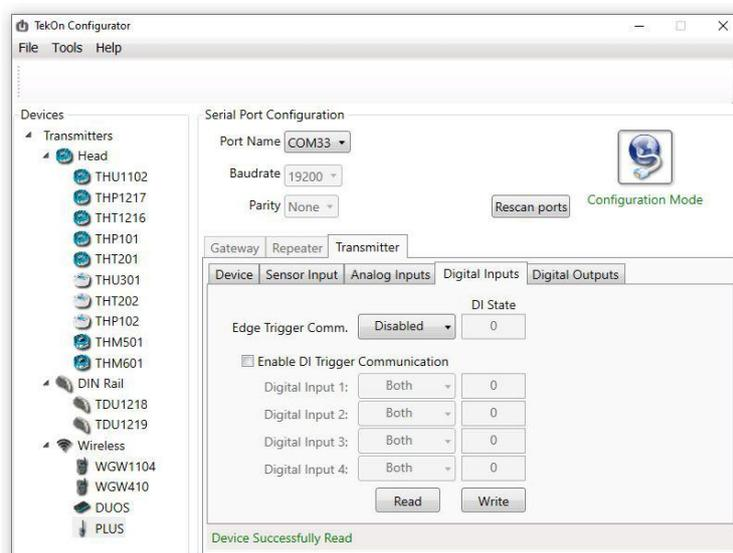 TekOn Configurator
File Tools Help
Devices
Transmitters
Head
THU1102
THP1217
THT1216
THP101
THT201
THU301
THT202
THP102
THM501
THM601
DIN Rail
TDU1218
TDU1219
Wireless
WGW1104
WGW410
DUOS
PLUS
Serial Port Configuration
Port Name COM33
Baudrate 19200
Parity None
Rescan ports
Configuration Mode
Gateway Repeater Transmitter
Device Sensor Input Analog Inputs Digital Inputs Digital Outputs
DI State
Edge Trigger Comm. Disabled 0
Enable DI Trigger Communication
Digital Input 1: Both 0
Digital Input 2: Both 0
Digital Input 3: Both 0
Digital Input 4: Both 0
Read Write
Device Successfully Read